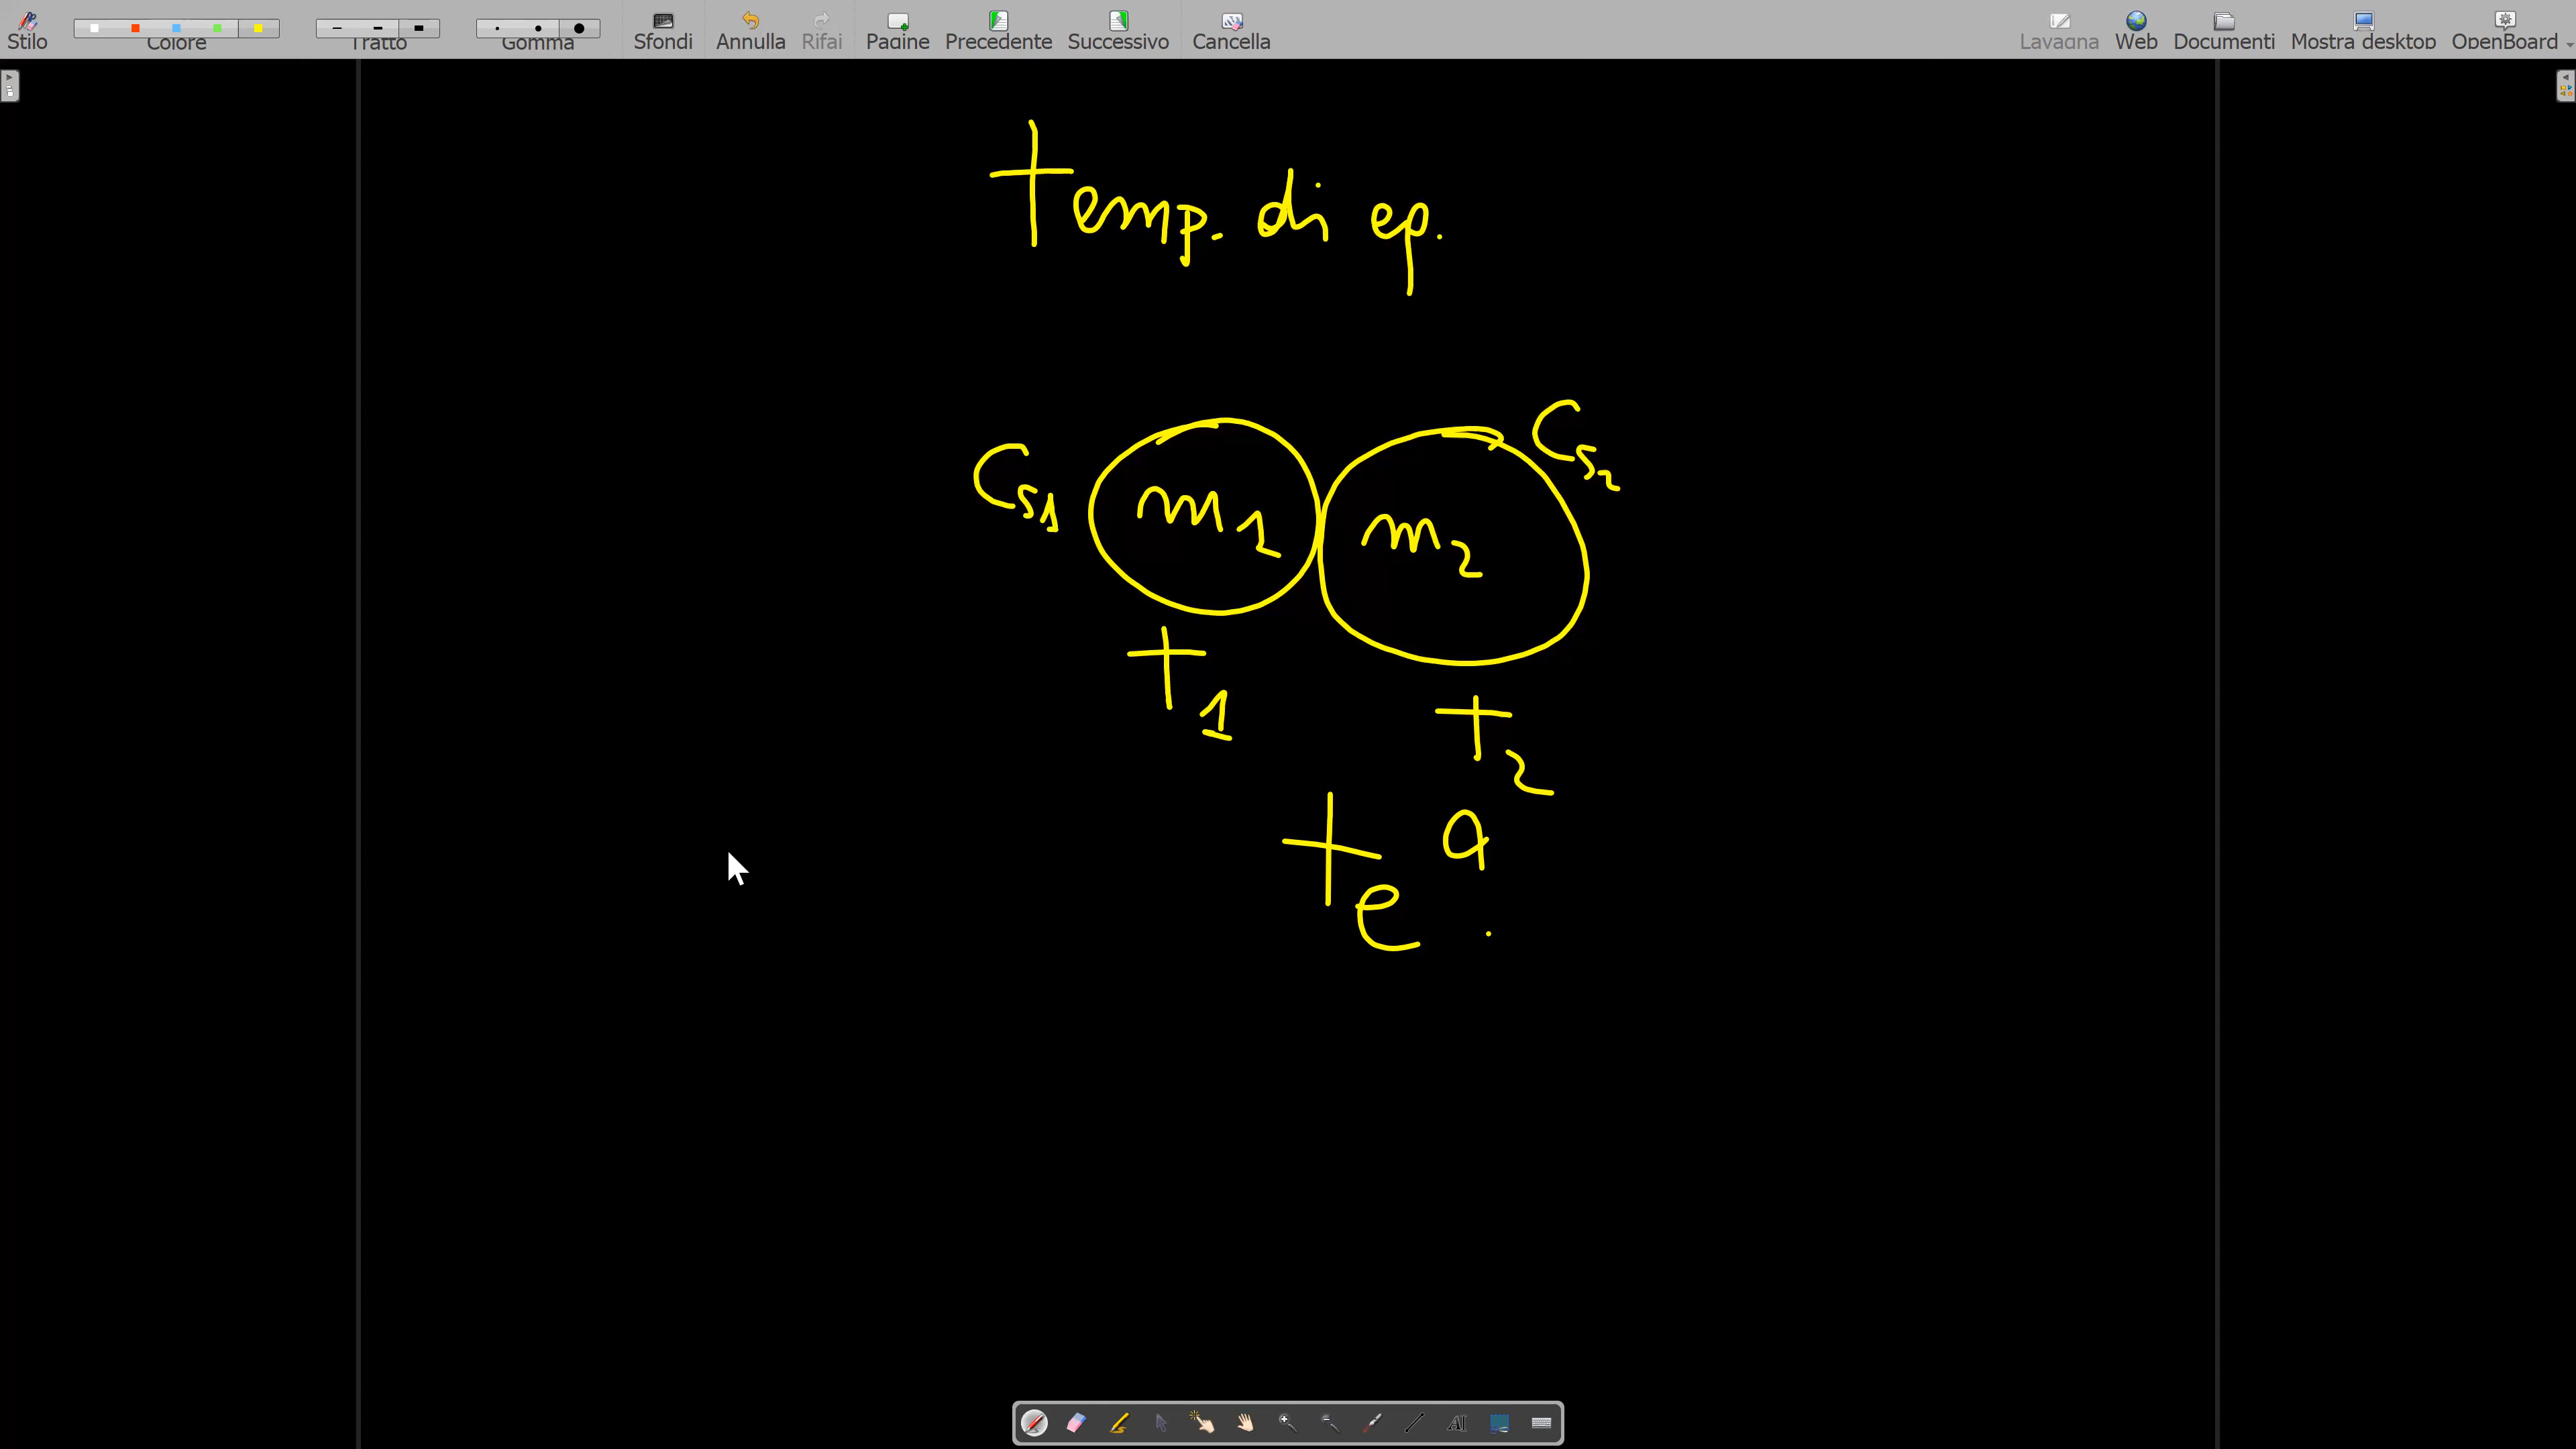 Stilo Colore Tratto Gomma Sfondi Annulla Rifai Pagine Precedente Successivo Cancella Lavagna Web Documenti Mostra desktop OpenBoard
temp. di eq.
Cs1 m1 m2 Cs2
t1
t2
te q.